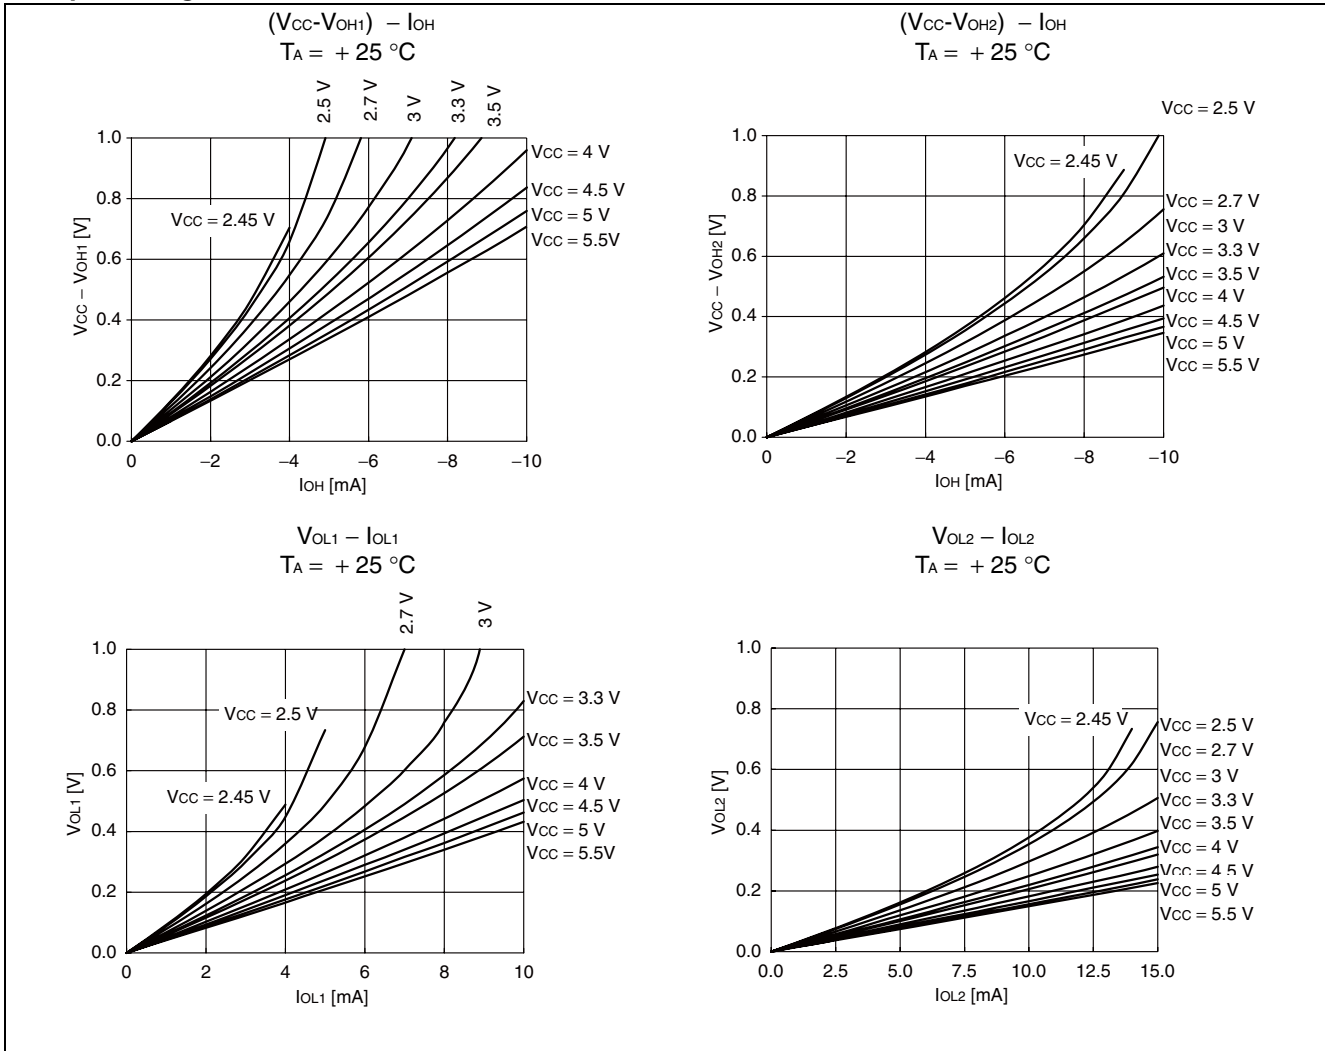 (VCC-VOH1) – IOH
TA = + 25 °C
2.5 V
2.7 V
3 V
3.3 V
3.5 V
1.0
0.8
0.6
0.4
0.2
0.0
VCC = 2.45 V
VCC = 4 V
VCC = 4.5 V
VCC = 5 V
VCC = 5.5V
VCC – VOH1 [V]
0 –2 –4 –6 –8 –10
IOH [mA]
(VCC-VOH2) – IOH
TA = + 25 °C
VCC = 2.5 V
1.0
0.8
0.6
0.4
0.2
0.0
VCC = 2.45 V
VCC = 2.7 V
VCC = 3 V
VCC = 3.3 V
VCC = 3.5 V
VCC = 4 V
VCC = 4.5 V
VCC = 5 V
VCC = 5.5 V
VCC – VOH2 [V]
0 –2 –4 –6 –8 –10
IOH [mA]
VOL1 – IOL1
TA = + 25 °C
2.7 V
3 V
1.0
0.8
0.6
0.4
0.2
0.0
VCC = 2.5 V
VCC = 2.45 V
VCC = 3.3 V
VCC = 3.5 V
VCC = 4 V
VCC = 4.5 V
VCC = 5 V
VCC = 5.5V
VOL1 [V]
0 2 4 6 8 10
IOL1 [mA]
VOL2 – IOL2
TA = + 25 °C
1.0
0.8
0.6
0.4
0.2
0.0
VCC = 2.45 V
VCC = 2.5 V
VCC = 2.7 V
VCC = 3 V
VCC = 3.3 V
VCC = 3.5 V
VCC = 4 V
VCC = 4.5 V
VCC = 5 V
VCC = 5.5 V
VOL2 [V]
0.0 2.5 5.0 7.5 10.0 12.5 15.0
IOL2 [mA]